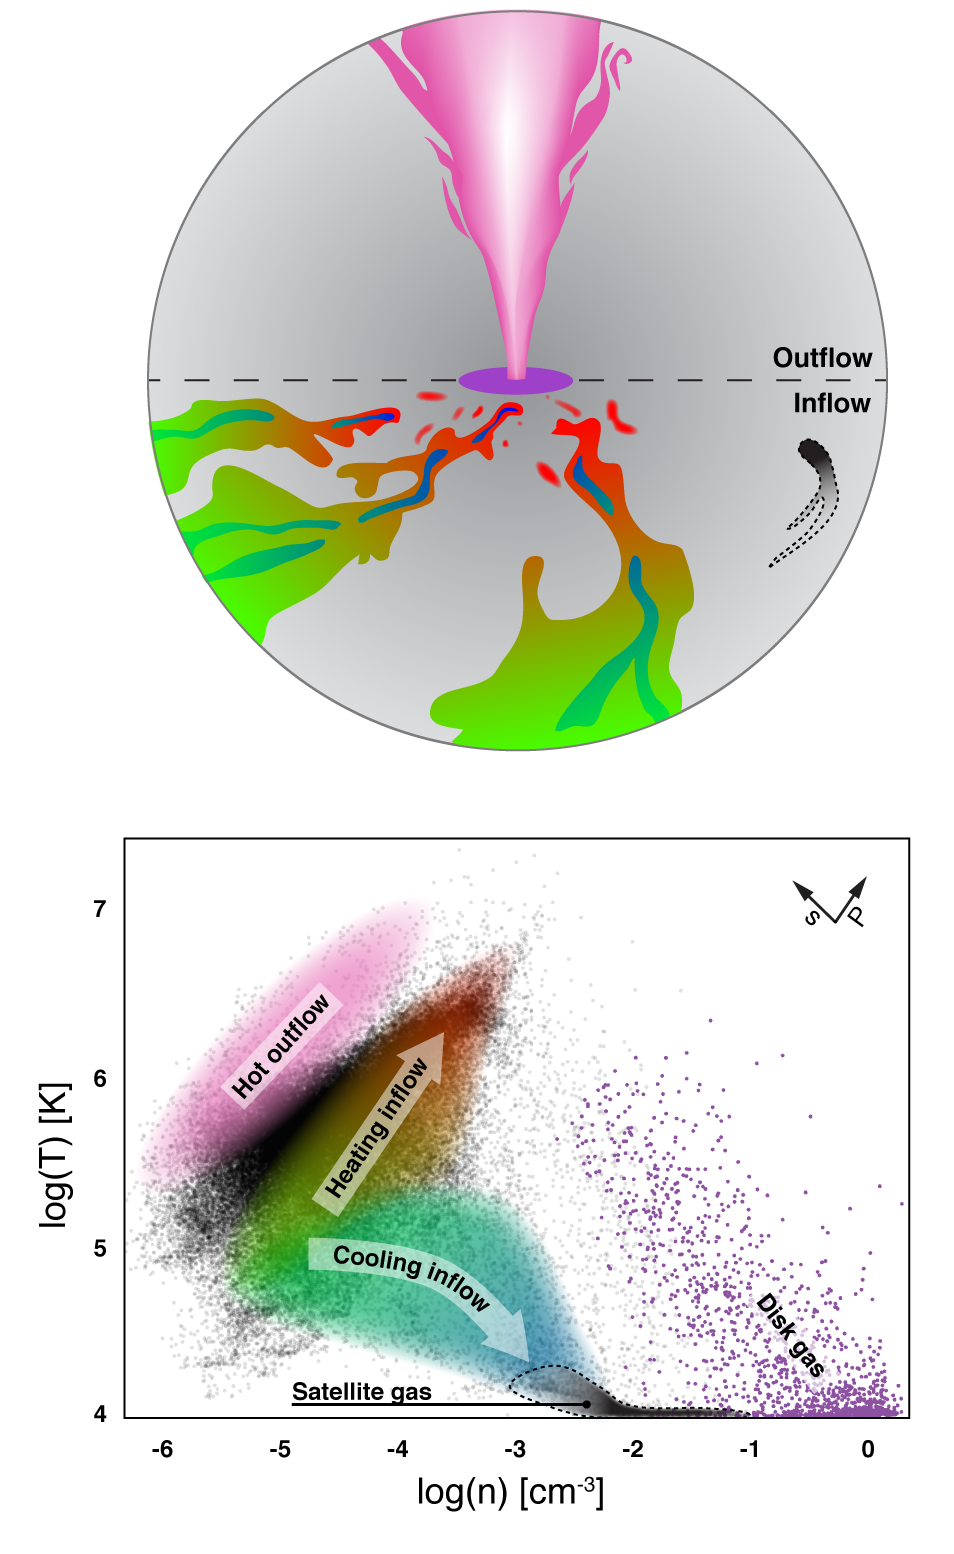 Outflow
Inflow
7
6
5
4
log(T) [K]
s
P
Hot outflow
Heating inflow
Cooling inflow
Disk gas
Satellite gas
-6 -5 -4 -3 -2 -1 0
log(n) [cm⁻³]